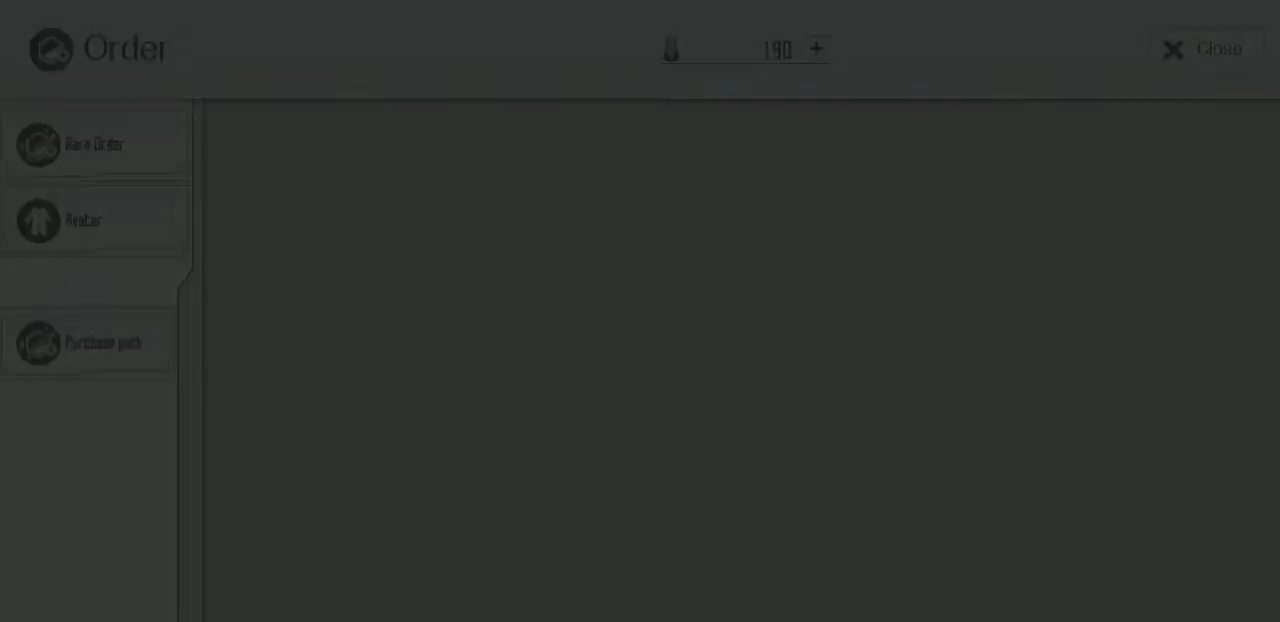 Order
190 +
Close
Rare Order
Avatar
Purchase pack